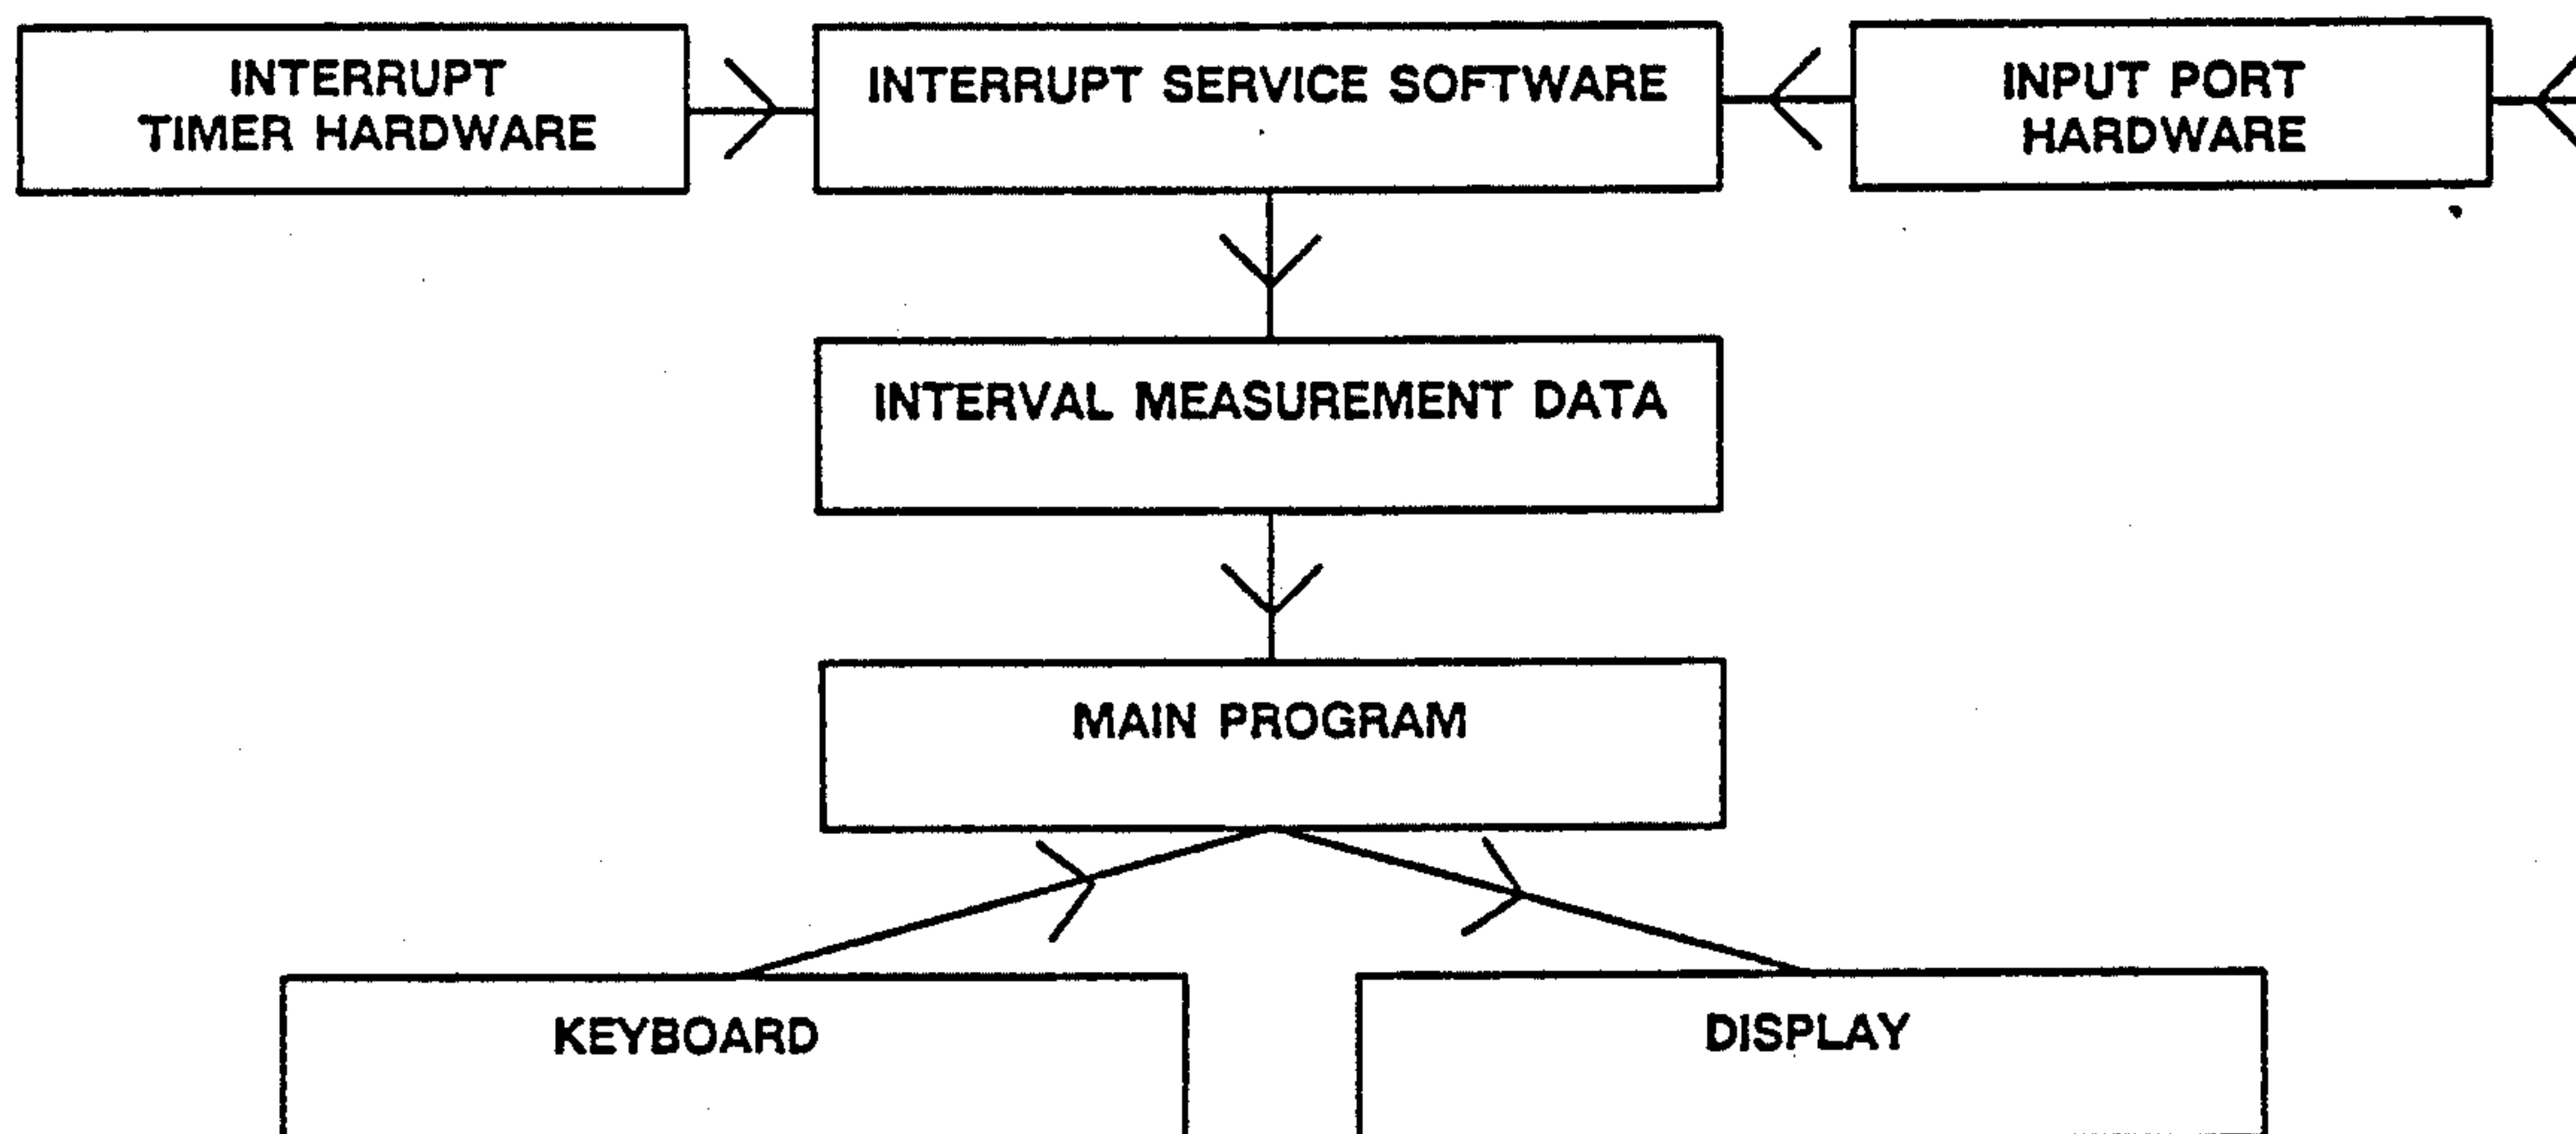 INTERRUPT
TIMER HARDWARE
INTERRUPT SERVICE SOFTWARE
INPUT PORT
HARDWARE
INTERVAL MEASUREMENT DATA
MAIN PROGRAM
KEYBOARD
DISPLAY